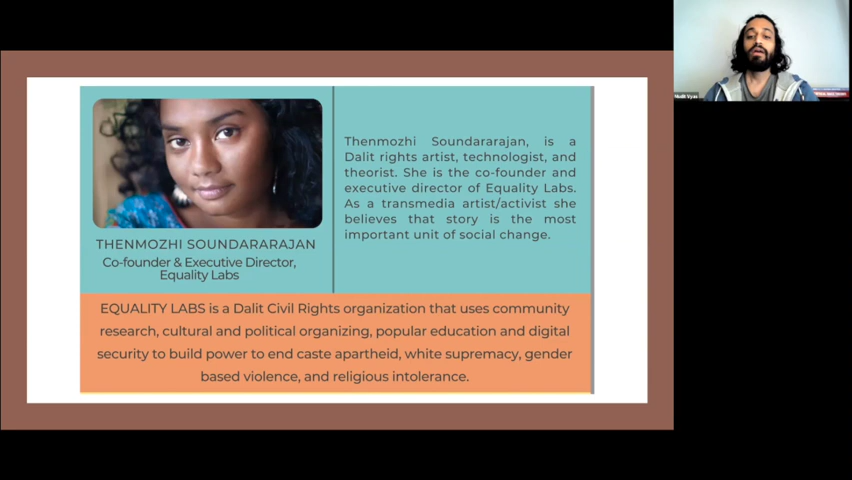 THENMOZHI SOUNDARARAJAN
Co-founder & Executive Director,
Equality Labs
Thenmozhi Soundararajan, is a
Dalit rights artist, technologist, and
theorist. She is the co-founder and
executive director of Equality Labs.
As a transmedia artist/activist she
believes that story is the most
important unit of social change.
EQUALITY LABS is a Dalit Civil Rights organization that uses community
research, cultural and political organizing, popular education and digital
security to build power to end caste apartheid, white supremacy, gender
based violence, and religious intolerance.